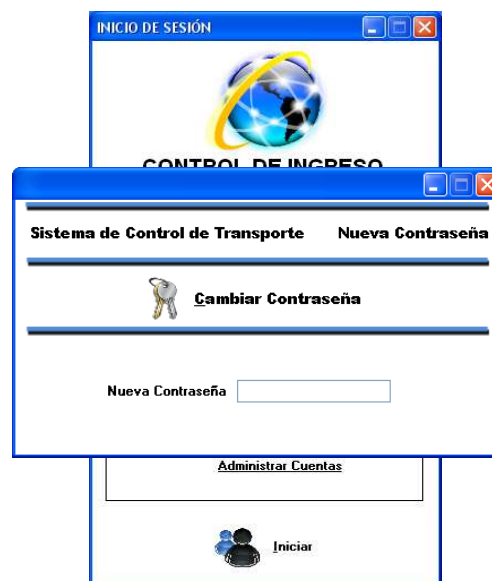 INICIO DE SESIÓN
CONTROL DE INGRESO
Sistema de Control de Transporte Nueva Contraseña
Cambiar Contraseña
Nueva Contraseña
Administrar Cuentas
Iniciar